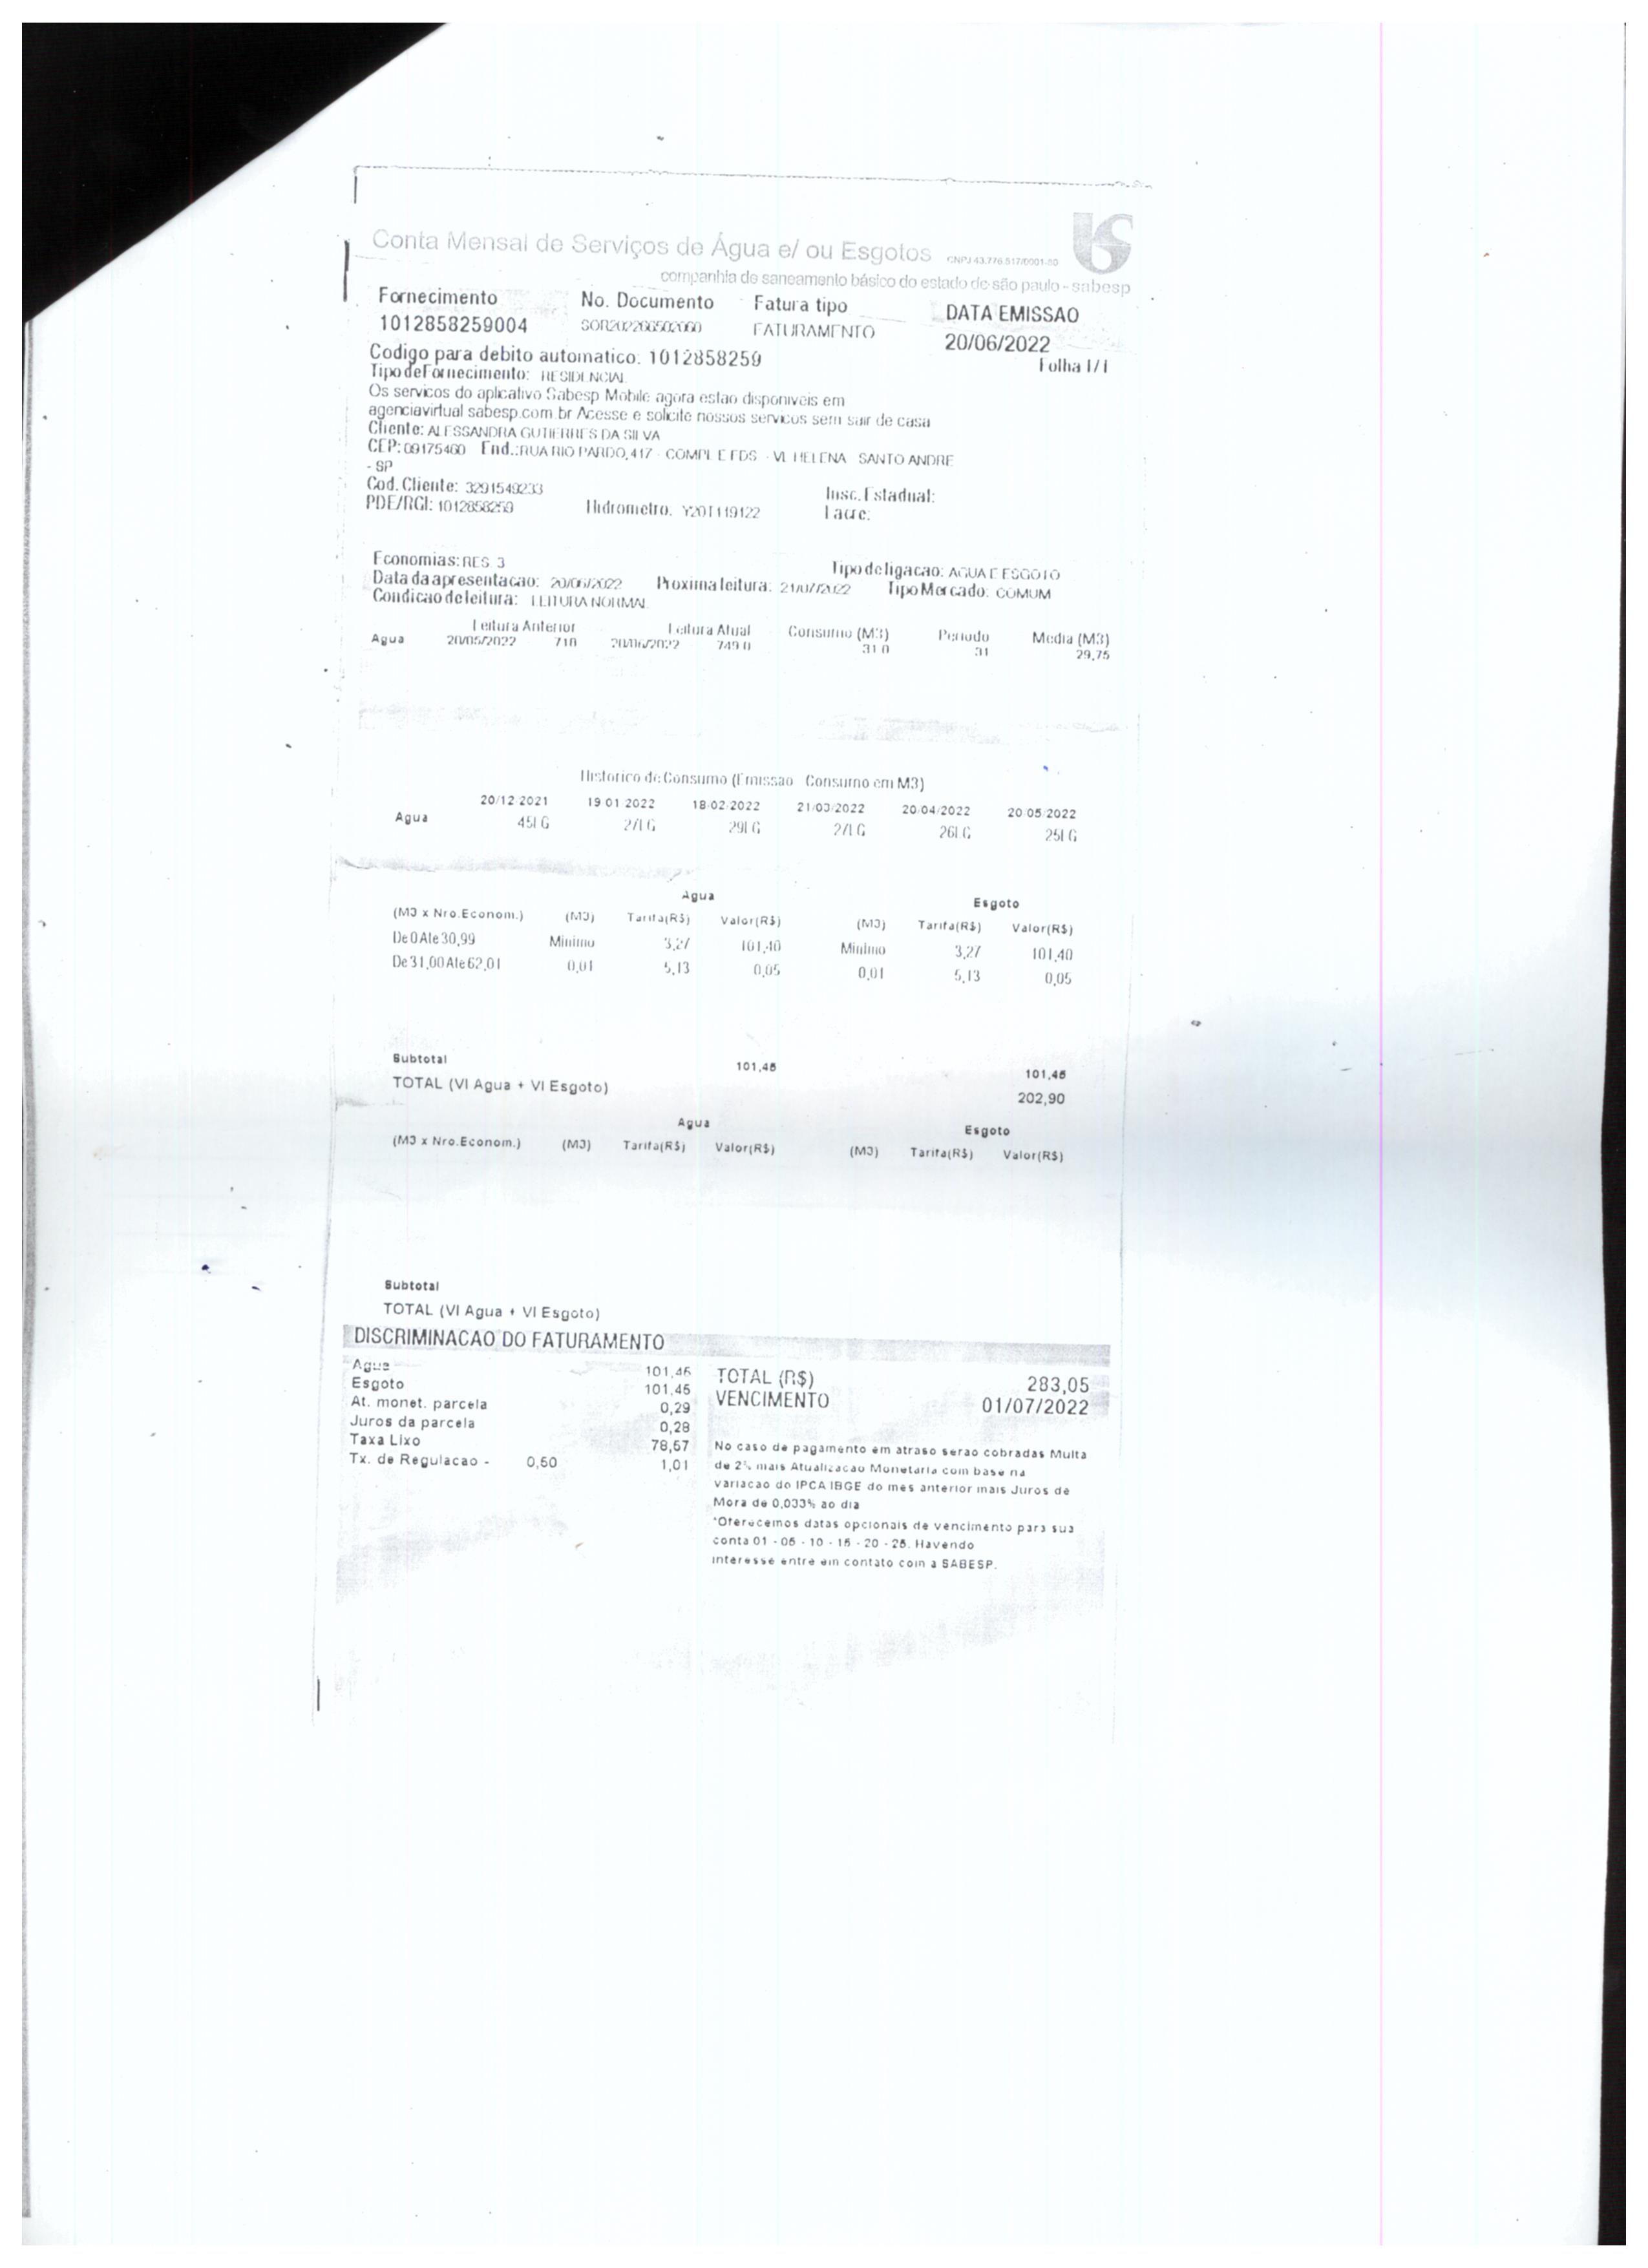 Conta Mensal de Serviços de Água e/ ou Esgotos CNPJ 43.776.517/0001-80
companhia de saneamento básico do estado de são paulo - sabesp
Fornecimento No. Documento Fatura tipo DATA EMISSAO
1012858259004 FATURAMENTO 20/06/2022
Codigo para debito automatico: 1012858259 Folha 1/1
Tipo de Fornecimento: RESIDENCIAL
Os servicos do aplicativo Sabesp Mobile agora estao disponiveis em
agenciavirtual sabesp.com.br Acesse e solicite nossos servicos sem sair de casa
Cliente: ALESSANDRA GUTIERRES DA SILVA
CEP: 09175460 End.: RUA RIO PARDO, 417 - COMPL E FDS - VL HELENA SANTO ANDRE
- SP
Cod. Cliente: 3291549233 Insc. Estadual:
PDE/RGI: 1012858259 Hidrometro. Y20T119122 Lacre:
Economias: RES. 3 Tipo de ligacao: AGUA E ESGOTO
Data da apresentacao: 20/06/2022 Proxima leitura: 21/07/2022 Tipo Mercado: COMUM
Condicao de leitura: LEITURA NORMAL
Leitura Anterior Leitura Atual Consumo (M3) Periodo Media (M3)
Agua 20/05/2022 20/06/2022 749 0 31 0 31 29,75
Historico de Consumo (Emissao Consumo em M3)
20/12/2021 19/01/2022 18/02/2022 21/03/2022 20/04/2022 20/05/2022
Agua 45LG 27LG 29LG 27LG 26LG 25LG
Agua Esgoto
(M3 x Nro.Econom.) (M3) Tarifa(R$) Valor(R$) (M3) Tarifa(R$) Valor(R$)
De 0 Ate 30,99 Minimo 3,27 101,40 Minimo 3,27 101,40
De 31,00 Ate 62,01 0,01 5,13 0,05 0,01 5,13 0,05
Subtotal 101,45 101,45
TOTAL (Vl Agua + Vl Esgoto) 202,90
Agua Esgoto
(M3 x Nro.Econom.) (M3) Tarifa(R$) Valor(R$) (M3) Tarifa(R$) Valor(R$)
Subtotal
TOTAL (Vl Agua + Vl Esgoto)
DISCRIMINACAO DO FATURAMENTO
Agua 101,45
Esgoto 101,45
At. monet. parcela 0,29
Juros da parcela 0,28
Taxa Lixo 78,57
Tx. de Regulacao - 0,50 1,01
TOTAL (R$) 283,05
VENCIMENTO 01/07/2022
No caso de pagamento em atraso serao cobradas Multa
de 2% mais Atualizacao Monetaria com base na
variacao do IPCA IBGE do mes anterior mais Juros de
Mora de 0,033% ao dia
*Oferecemos datas opcionais de vencimento para sua
conta 01 - 05 - 10 - 15 - 20 - 25. Havendo
interesse entre em contato com a SABESP.